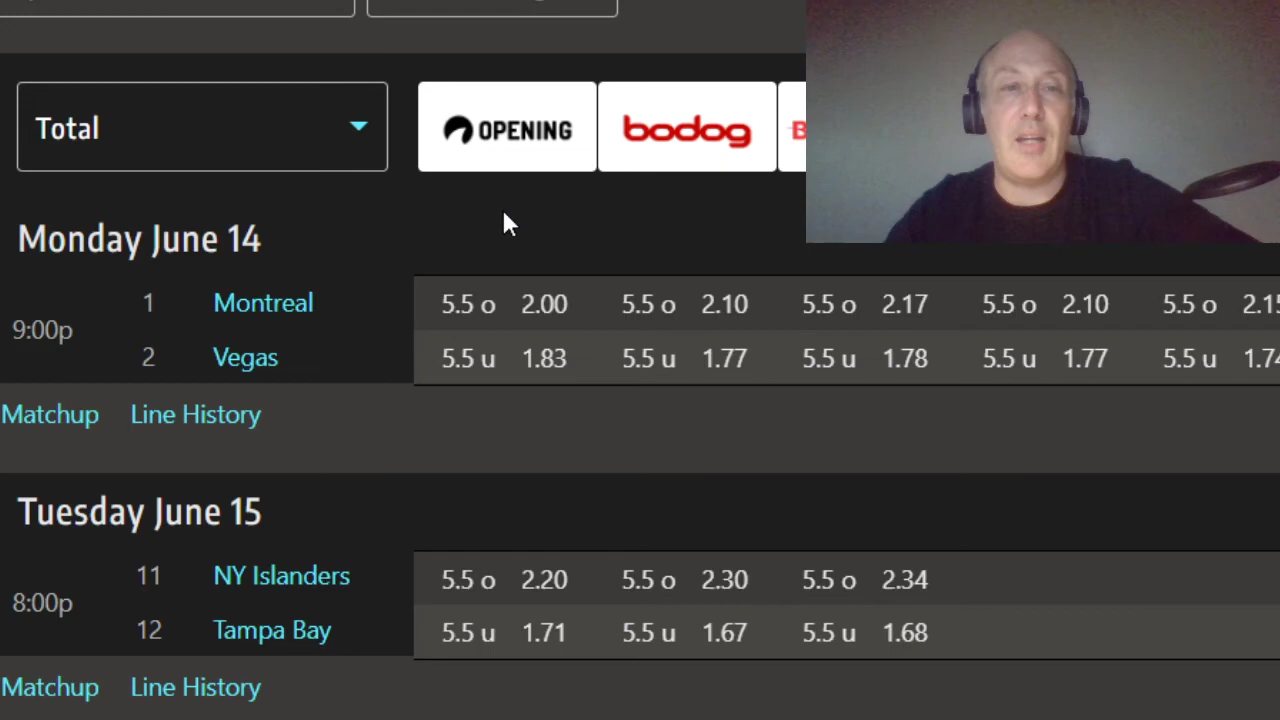 Total
OPENING
bodog
B
Monday June 14
9:00p 1 Montreal 5.5 o 2.00 5.5 o 2.10 5.5 o 2.17 5.5 o 2.10 5.5 o
2 Vegas 5.5 u 1.83 5.5 u 1.77 5.5 u 1.78 5.5 u 1.77 5.5 u
Matchup Line History
Tuesday June 15
8:00p 11 NY Islanders 5.5 o 2.20 5.5 o 2.30 5.5 o 2.34
12 Tampa Bay 5.5 u 1.71 5.5 u 1.67 5.5 u 1.68
Matchup Line History